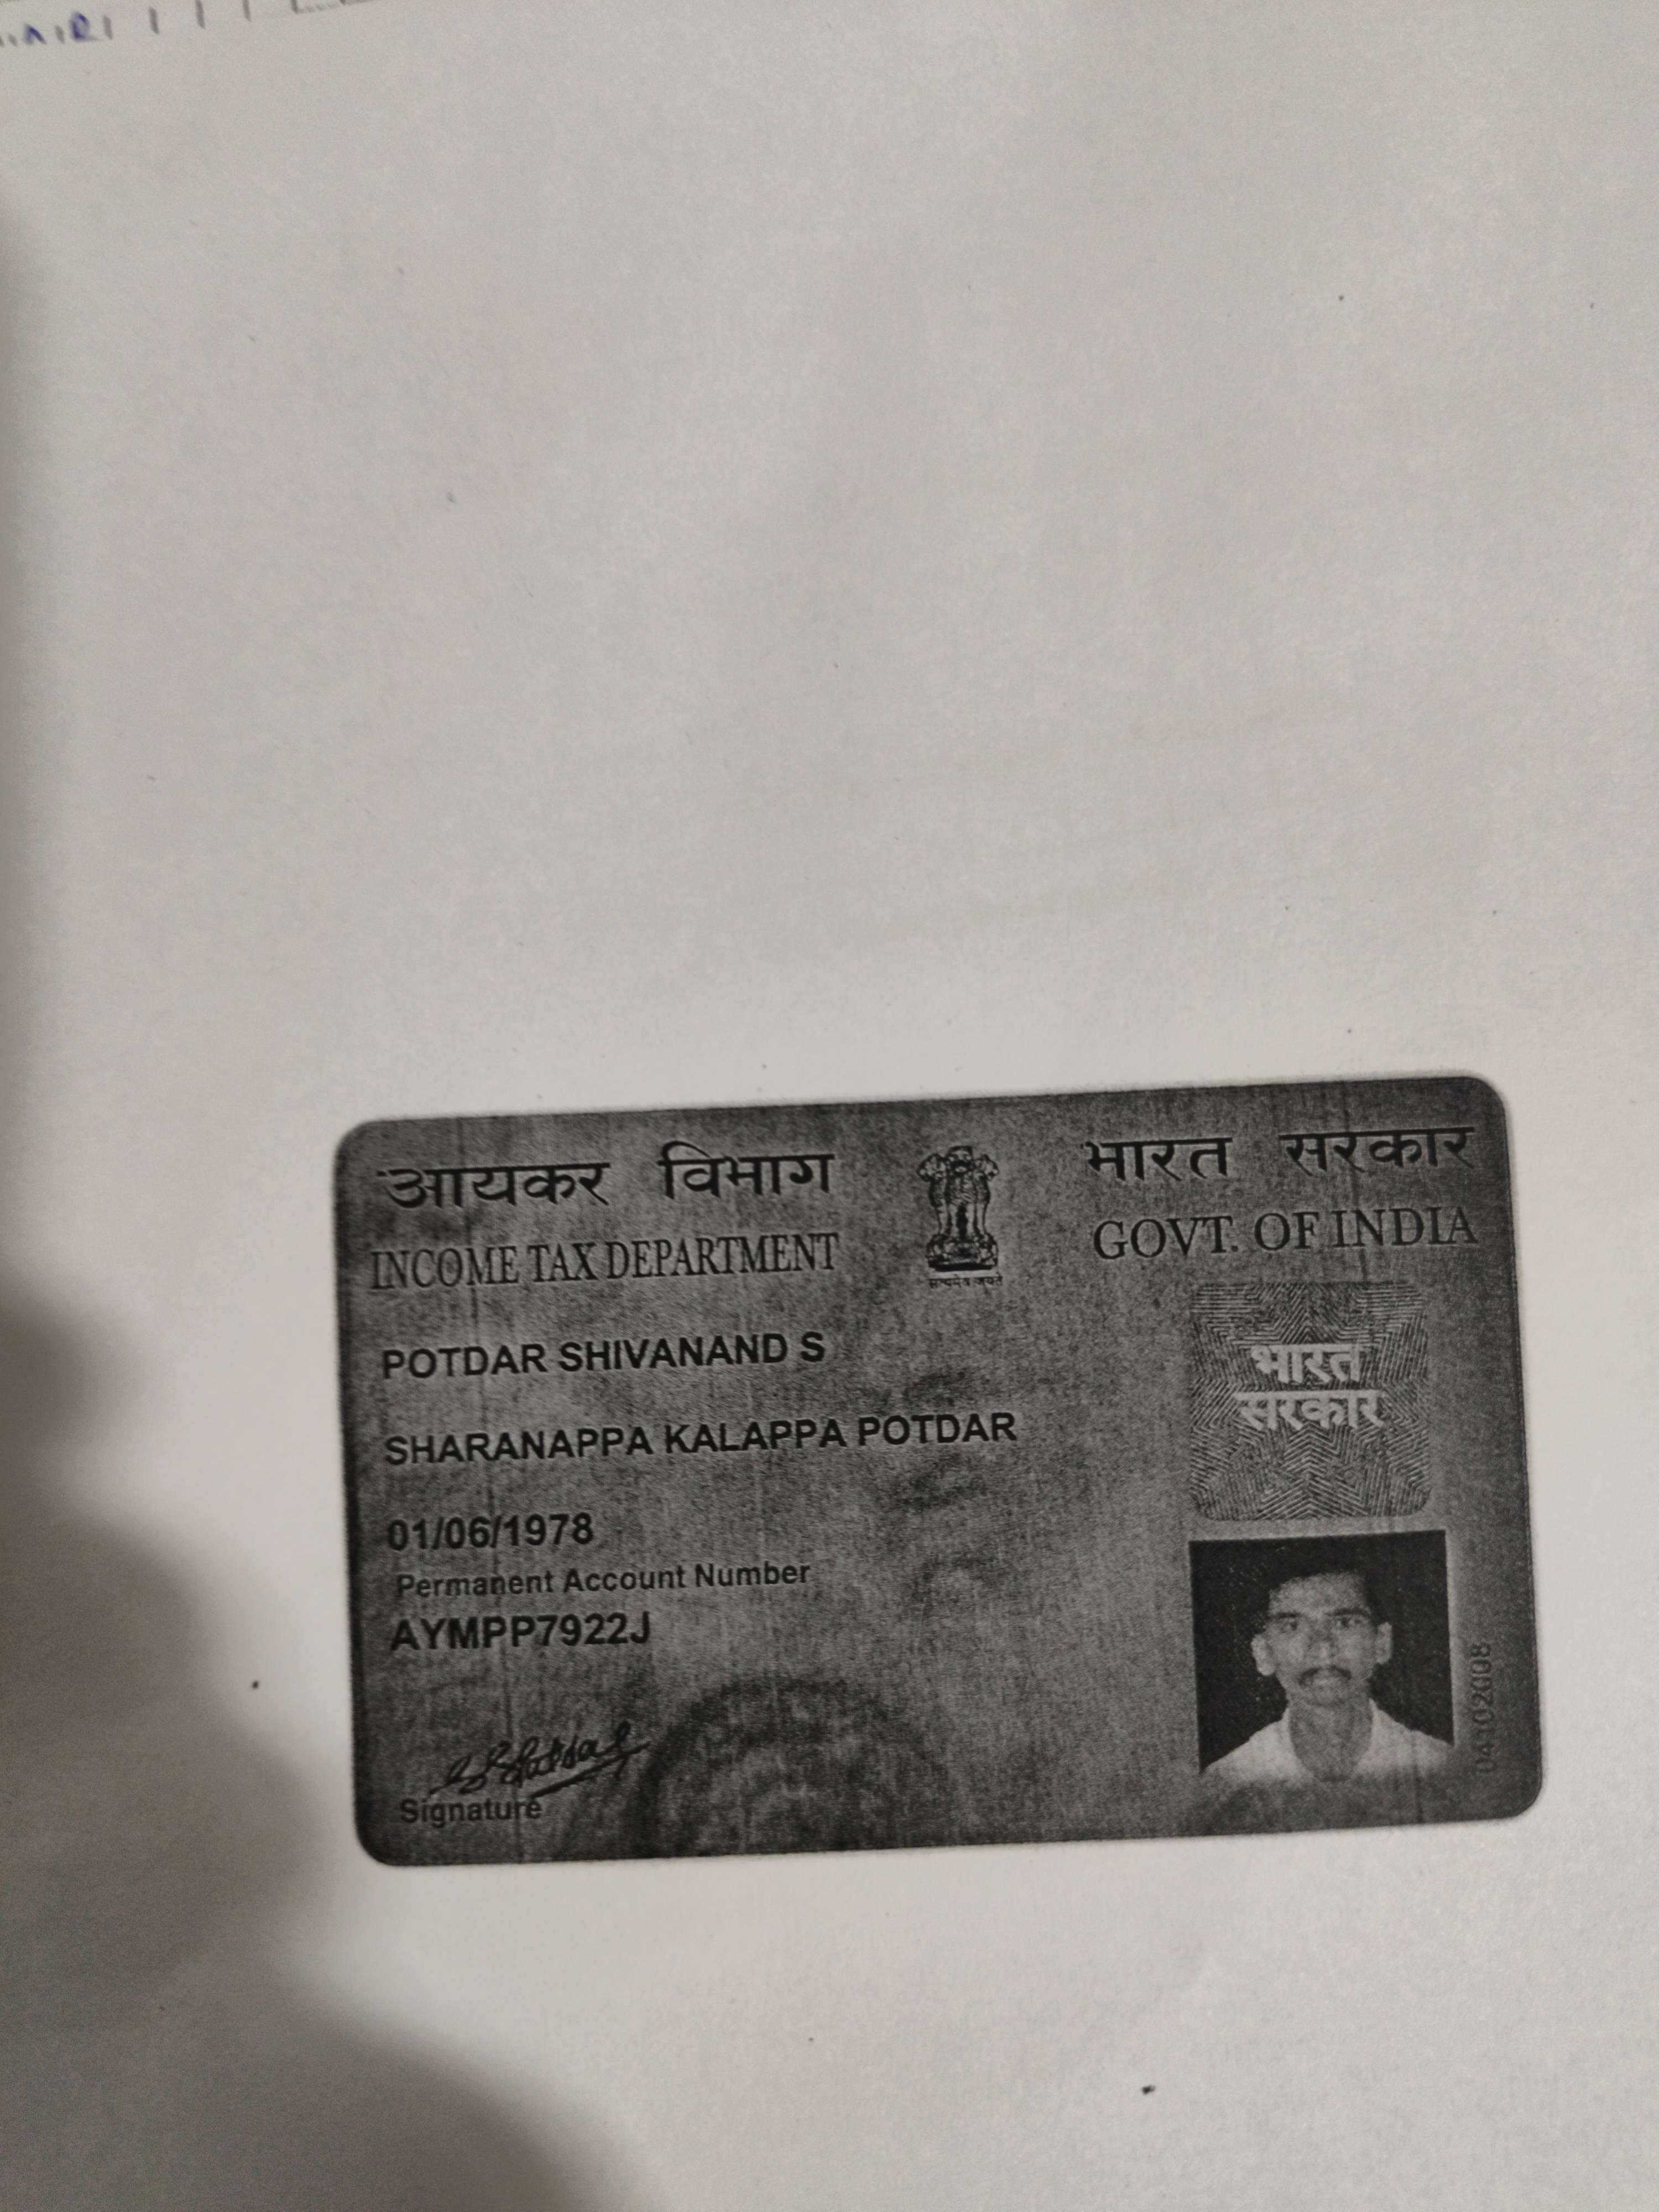 आयकर विभाग
INCOME TAX DEPARTMENT
सत्यमेव जयते
भारत सरकार
GOVT. OF INDIA
भारत
सरकार
POTDAR SHIVANAND S
SHARANAPPA KALAPPA POTDAR
01/06/1978
Permanent Account Number
AYMPP7922J
Signature
04102008